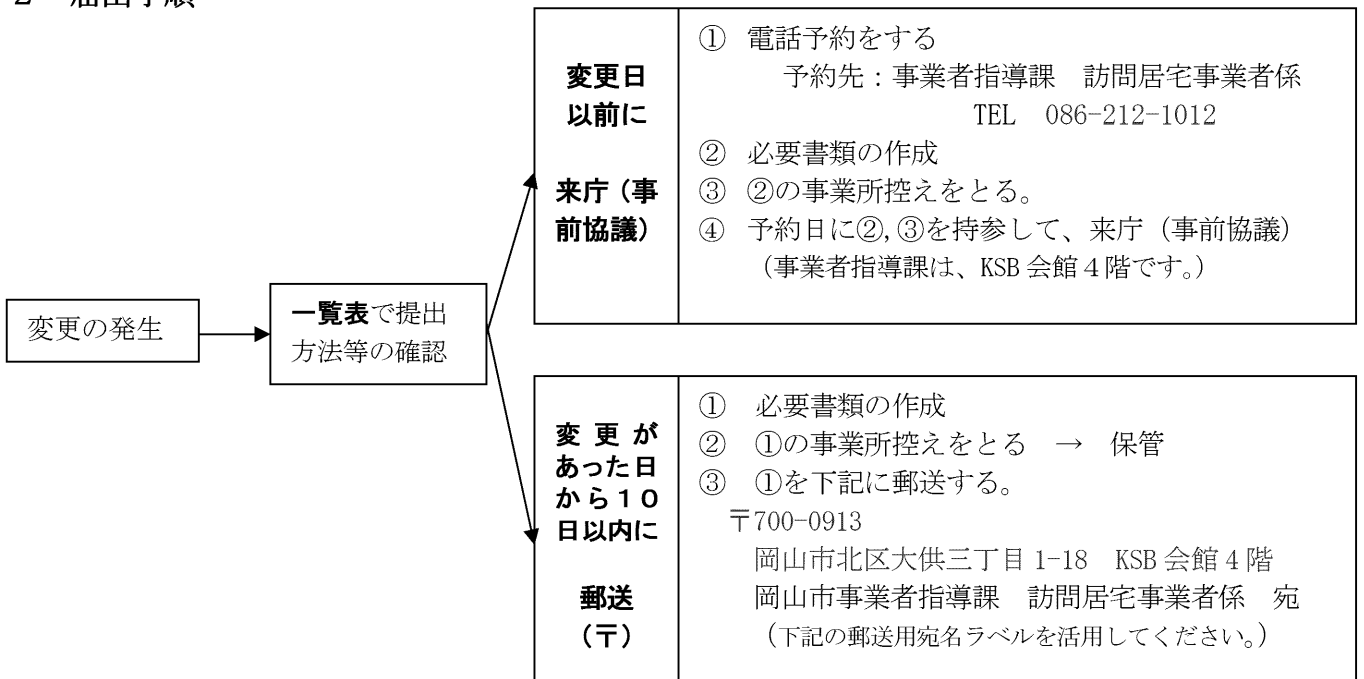 変更の発生
一覧表で提出
方法等の確認
変更日
以前に
来庁（事
前協議）
① 電話予約をする
予約先：事業者指導課　訪問居宅事業者係
TEL　086-212-1012
② 必要書類の作成
③ ②の事業所控えをとる。
④ 予約日に②,③を持参して、来庁（事前協議）
（事業者指導課は、KSB会館４階です。）
変更が
あった日
から１０
日以内に
郵送
（〒）
① 必要書類の作成
② ①の事業所控えをとる　→　保管
③ ①を下記に郵送する。
〒700-0913
岡山市北区大供三丁目1-18　KSB会館4階
岡山市事業者指導課　訪問居宅事業者係　宛
（下記の郵送用宛名ラベルを活用してください。）